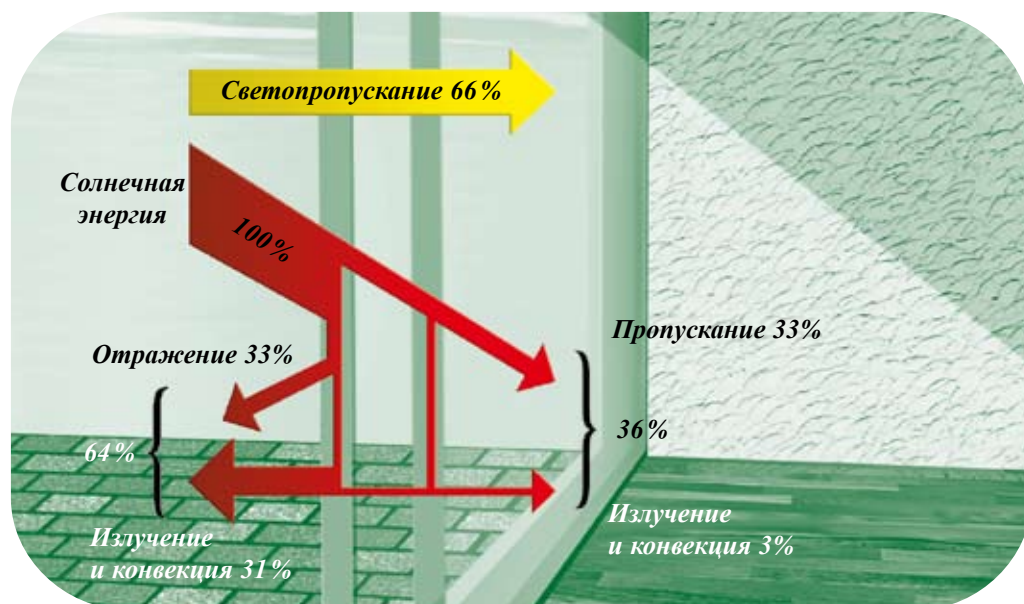 Светопропускание 66%
Солнечная
энергия
100%
Отражение 33%
Пропускание 33%
64%
36%
Излучение
и конвекция 31%
Излучение
и конвекция 3%